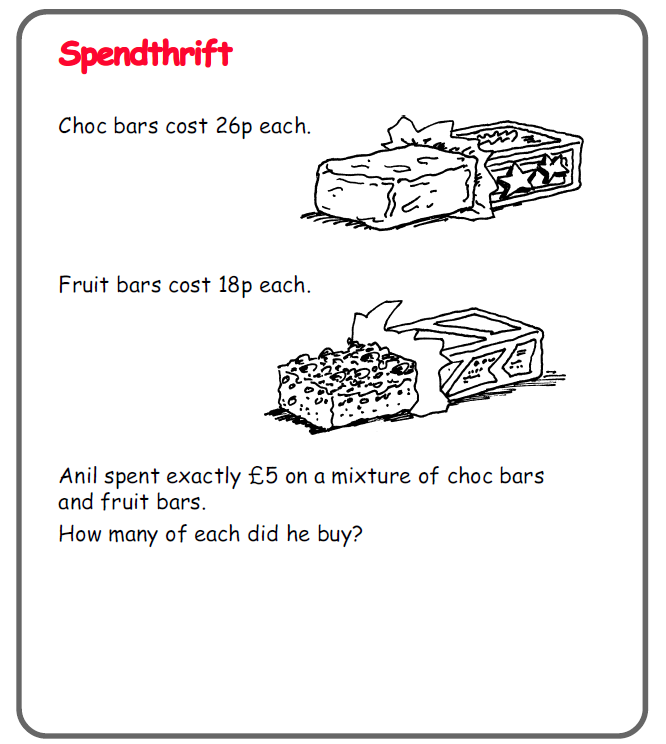 Spendthrift
Choc bars cost 26p each.
Fruit bars cost 18p each.
Anil spent exactly £5 on a mixture of choc bars
and fruit bars.
How many of each did he buy?